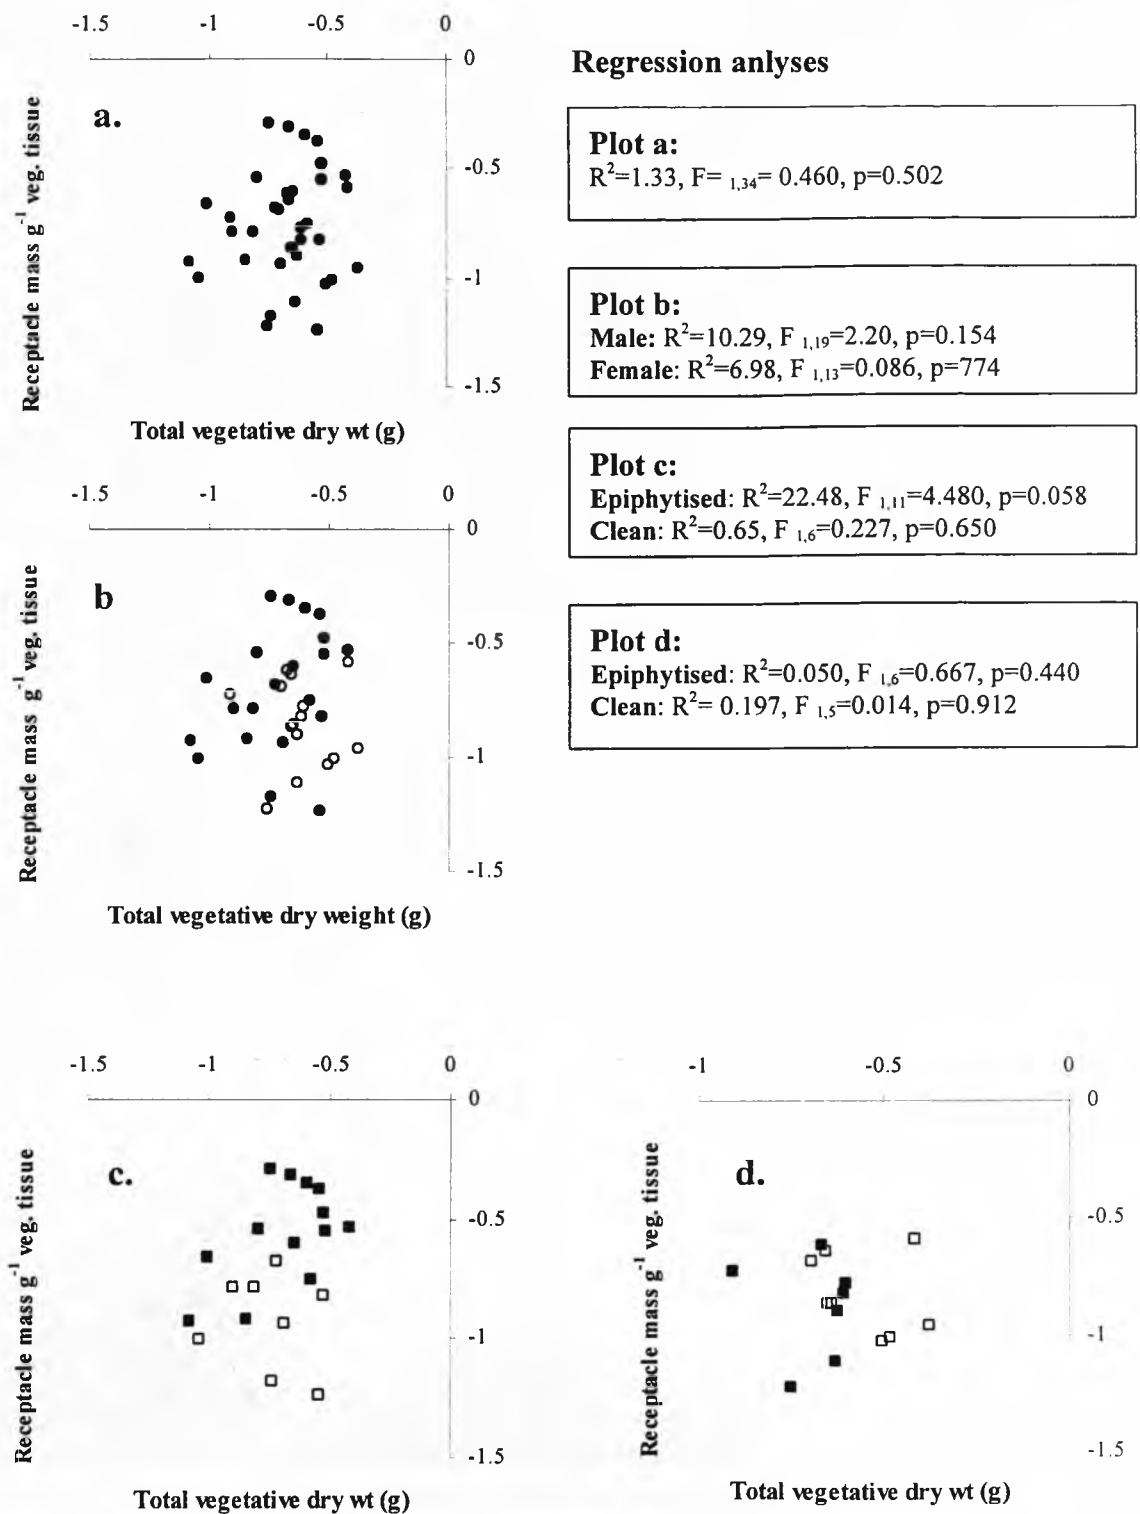 -1.5 -1 -0.5 0
0
a.
-0.5
-1
-1.5
Receptacle mass g-1 veg. tissue
Total vegetative dry wt (g)
Regression anlyses
Plot a:
R2=1.33, F= 1,34= 0.460, p=0.502
Plot b:
Male: R2=10.29, F 1,19=2.20, p=0.154
Female: R2=6.98, F 1,13=0.086, p=774
Plot c:
Epiphytised: R2=22.48, F 1,11=4.480, p=0.058
Clean: R2=0.65, F 1,6=0.227, p=0.650
Plot d:
Epiphytised: R2=0.050, F 1,6=0.667, p=0.440
Clean: R2= 0.197, F 1,5=0.014, p=0.912
-1.5 -1 -0.5 0
0
b
-0.5
-1
-1.5
Receptacle mass g-1 veg. tissue
Total vegetative dry weight (g)
-1.5 -1 -0.5 0
0
c.
-0.5
-1
-1.5
Receptacle mass g-1 veg. tissue
Total vegetative dry wt (g)
-1 -0.5 0
0
d.
-0.5
-1
-1.5
Receptacle mass g-1 veg. tissue
Total vegetative dry wt (g)